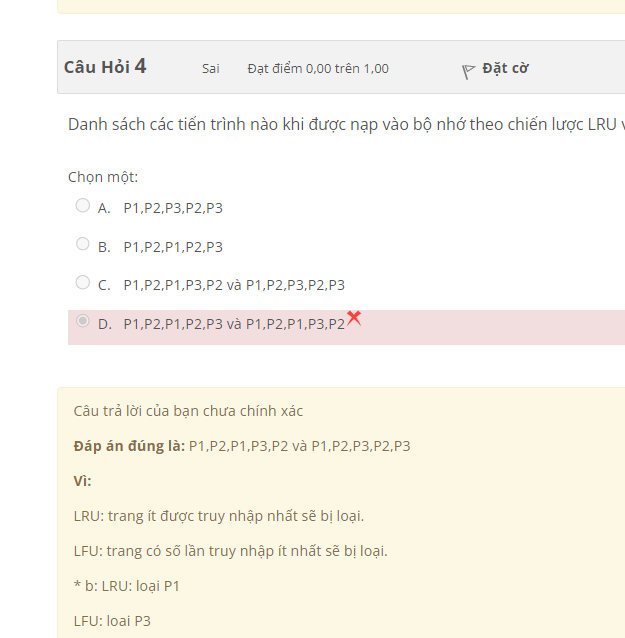 Câu Hỏi 4 Sai Đạt điểm 0,00 trên 1,00 Đặt cờ
Danh sách các tiến trình nào khi được nạp vào bộ nhớ theo chiến lược LRU
Chọn một:
A. P1,P2,P3,P2,P3
B. P1,P2,P1,P2,P3
C. P1,P2,P1,P3,P2 và P1,P2,P3,P2,P3
D. P1,P2,P1,P2,P3 và P1,P2,P1,P3,P2
Câu trả lời của bạn chưa chính xác
Đáp án đúng là: P1,P2,P1,P3,P2 và P1,P2,P3,P2,P3
Vì:
LRU: trang ít được truy nhập nhất sẽ bị loại.
LFU: trang có số lần truy nhập ít nhất sẽ bị loại.
* b: LRU: loại P1
LFU: loại P3